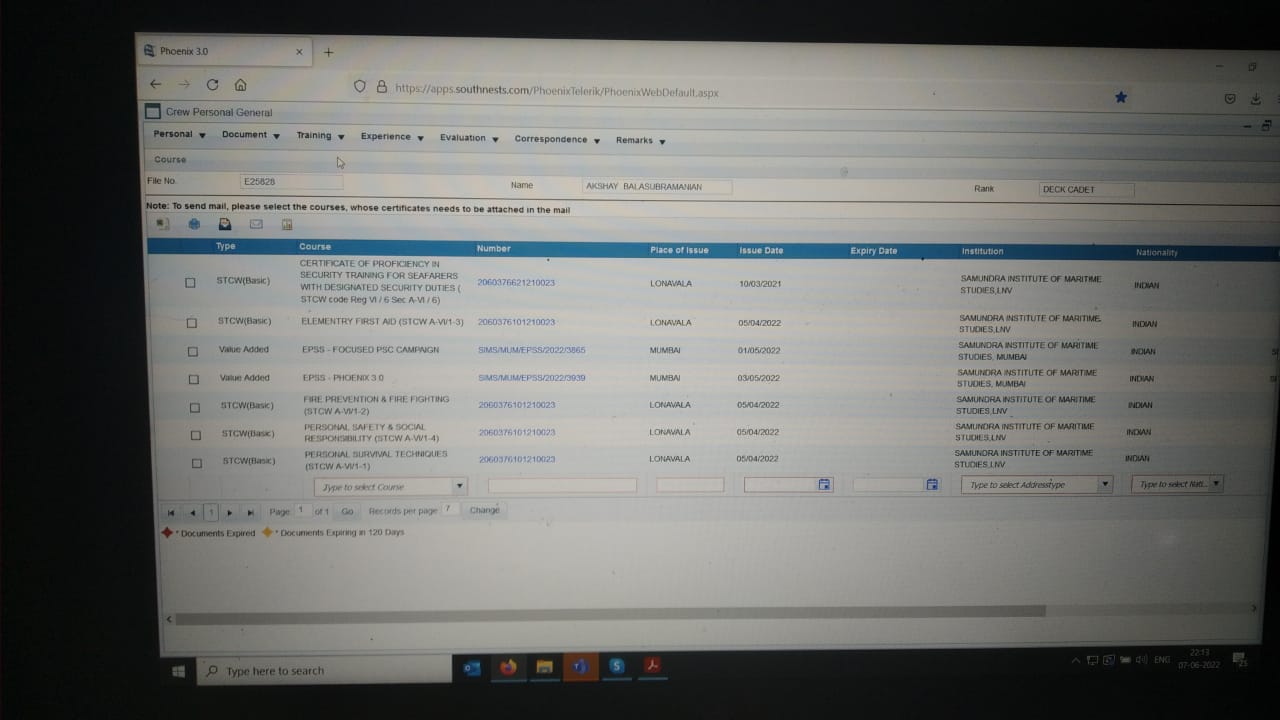 Phoenix 3.0
https://apps.southnests.com/PhoenixTelerik/PhoenixWebDefault.aspx
Crew Personal General
Personal Document Training Experience Evaluation Correspondence Remarks
Course
File No. E25828 Name AKSHAY BALASUBRAMANIAN Rank DECK CADET
Note: To send mail, please select the courses, whose certificates needs to be attached in the mail
Type Course Number Place of Issue Issue Date Expiry Date Institution Nationality
CERTIFICATE OF PROFICIENCY IN
SECURITY TRAINING FOR SEAFARERS
WITH DESIGNATED SECURITY DUTIES (
STCW code Reg VI / 6 Sec A-VI / 6)
STCW(Basic) 2060376621210023 LONAVALA 10/03/2021 SAMUNDRA INSTITUTE OF MARITIME
STUDIES,LNV INDIAN
STCW(Basic) ELEMENTRY FIRST AID (STCW A-VI/1-3) 2060376101210023 LONAVALA 05/04/2022 SAMUNDRA INSTITUTE OF MARITIME
STUDIES,LNV INDIAN
Value Added EPSS - FOCUSED PSC CAMPAIGN SIMS/MUM/EPSS/2022/3865 MUMBAI 01/05/2022 SAMUNDRA INSTITUTE OF MARITIME
STUDIES, MUMBAI INDIAN
Value Added EPSS - PHOENIX 3.0 SIMS/MUM/EPSS/2022/3939 MUMBAI 03/05/2022 SAMUNDRA INSTITUTE OF MARITIME
STUDIES, MUMBAI INDIAN
STCW(Basic) FIRE PREVENTION & FIRE FIGHTING
(STCW A-VI/1-2) 2060376101210023 LONAVALA 05/04/2022 SAMUNDRA INSTITUTE OF MARITIME
STUDIES,LNV INDIAN
STCW(Basic) PERSONAL SAFETY & SOCIAL
RESPONSIBILITY (STCW A-VI/1-4) 2060376101210023 LONAVALA 05/04/2022 SAMUNDRA INSTITUTE OF MARITIME
STUDIES,LNV INDIAN
STCW(Basic) PERSONAL SURVIVAL TECHNIQUES
(STCW A-VI/1-1) 2060376101210023 LONAVALA 05/04/2022 SAMUNDRA INSTITUTE OF MARITIME
STUDIES,LNV INDIAN
Type to select Course Type to select Addresstype Type to select Nati...
1 Page 1 of 1 Go Records per page 7 Change
* Documents Expired * Documents Expiring in 120 Days
Type here to search
ENG 22:13
07-06-2022